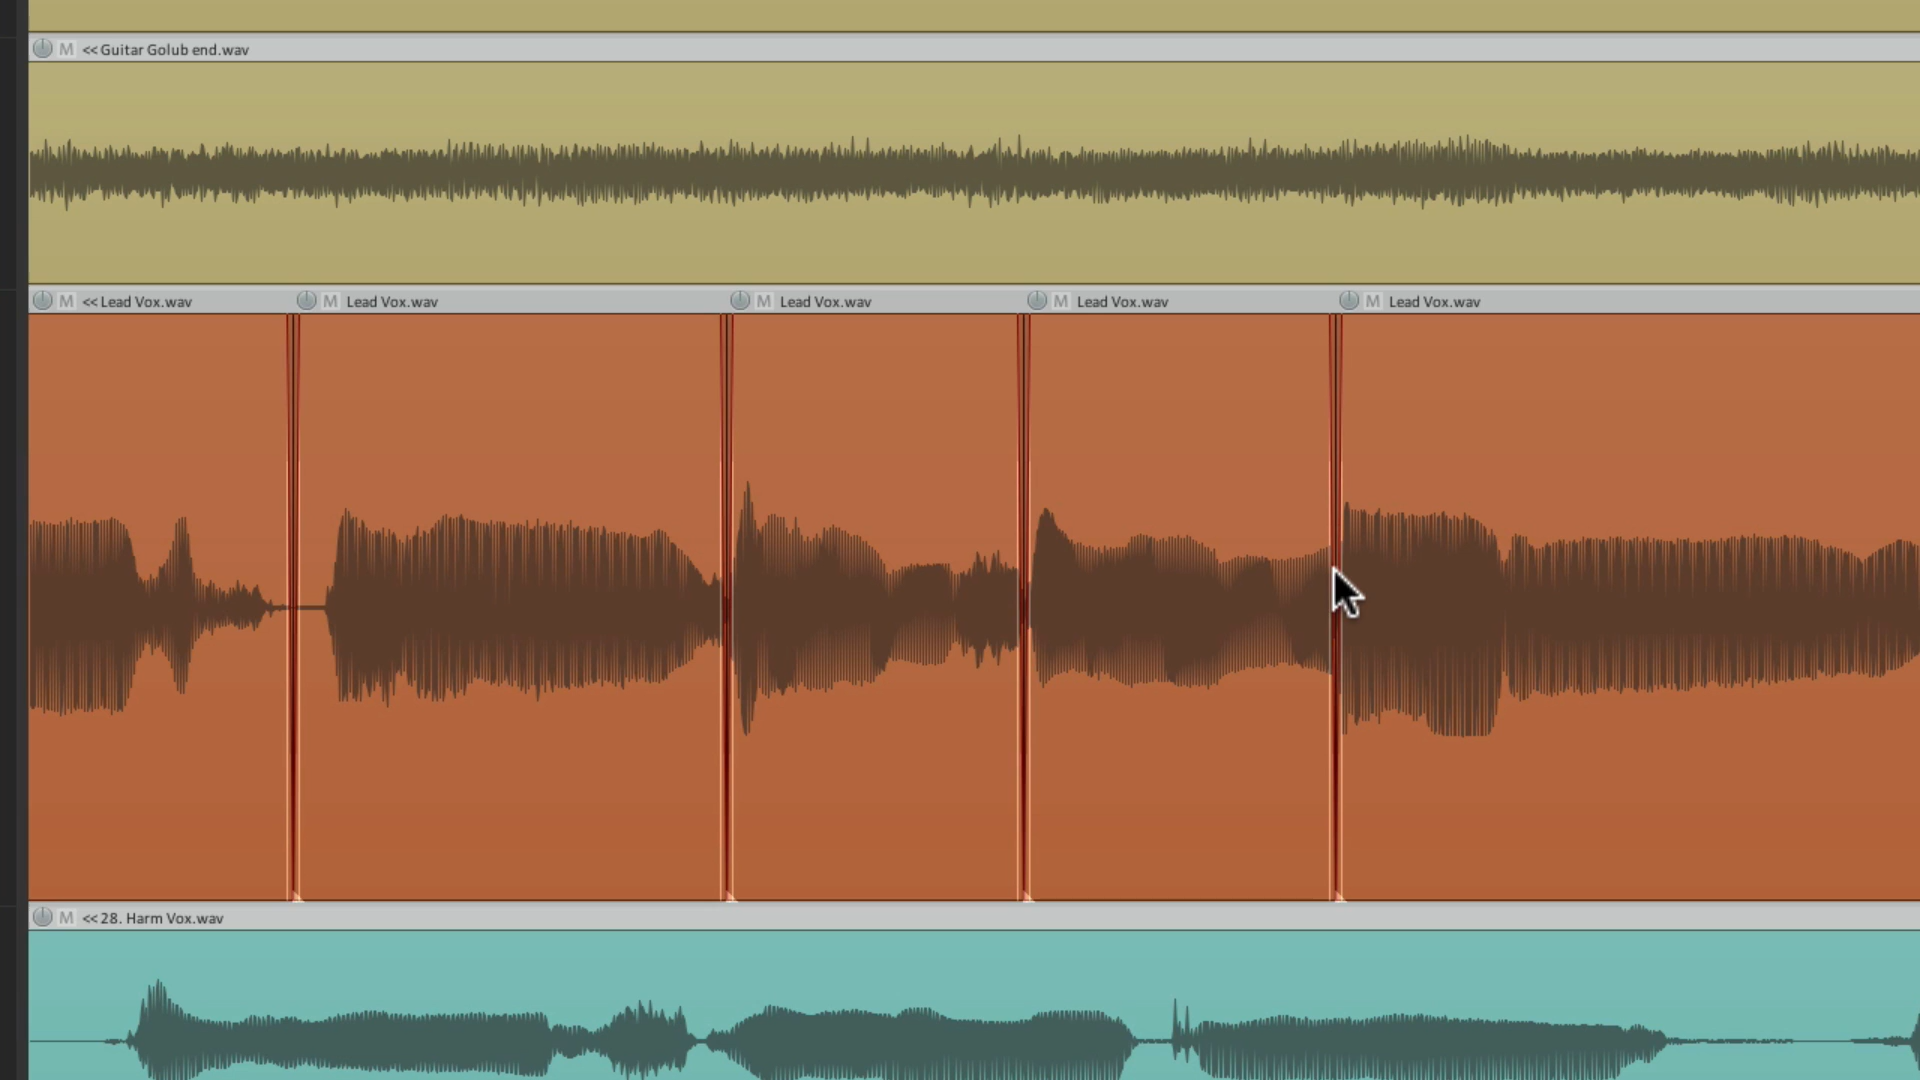 M << Guitar Golub end.wav
M << Lead Vox.wav M Lead Vox.wav M Lead Vox.wav M Lead Vox.wav M Lead Vox.wav
M << 28. Harm Vox.wav